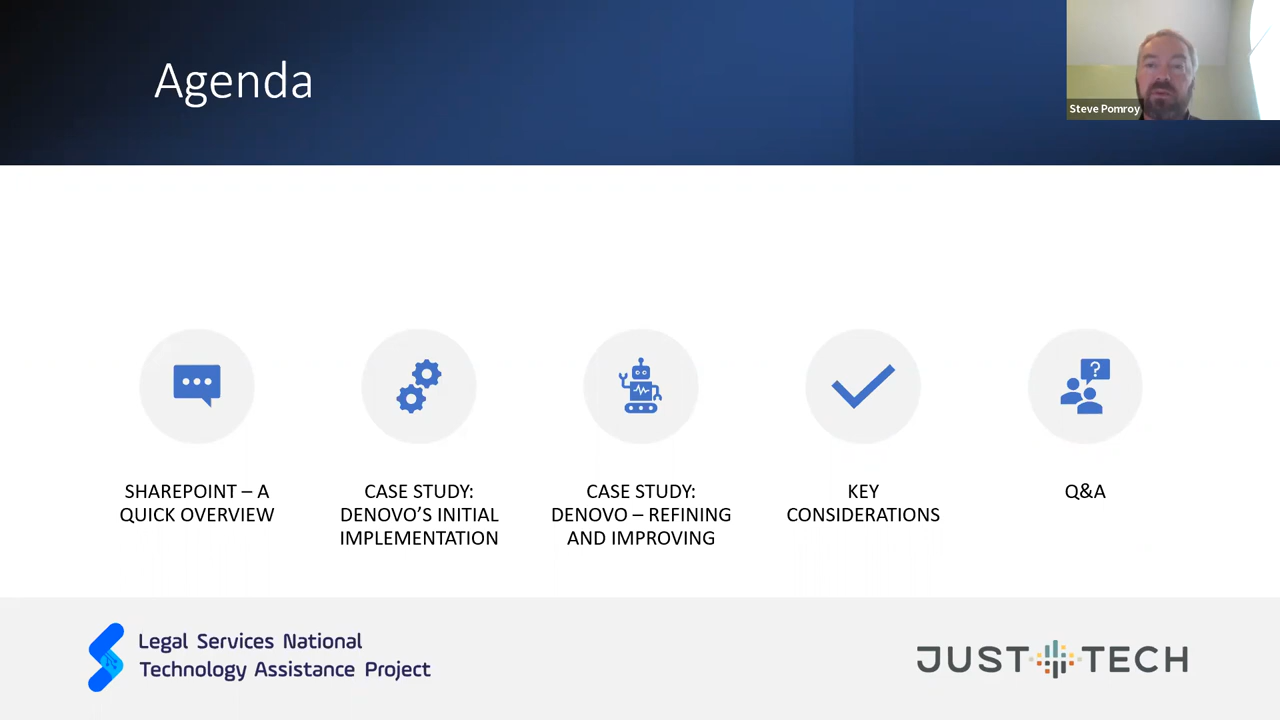 Agenda
Steve Pomroy
?
SHAREPOINT – A
QUICK OVERVIEW
CASE STUDY:
DENOVO’S INITIAL
IMPLEMENTATION
CASE STUDY:
DENOVO – REFINING
AND IMPROVING
KEY
CONSIDERATIONS
Q&A
Legal Services National
Technology Assistance Project
JUST TECH